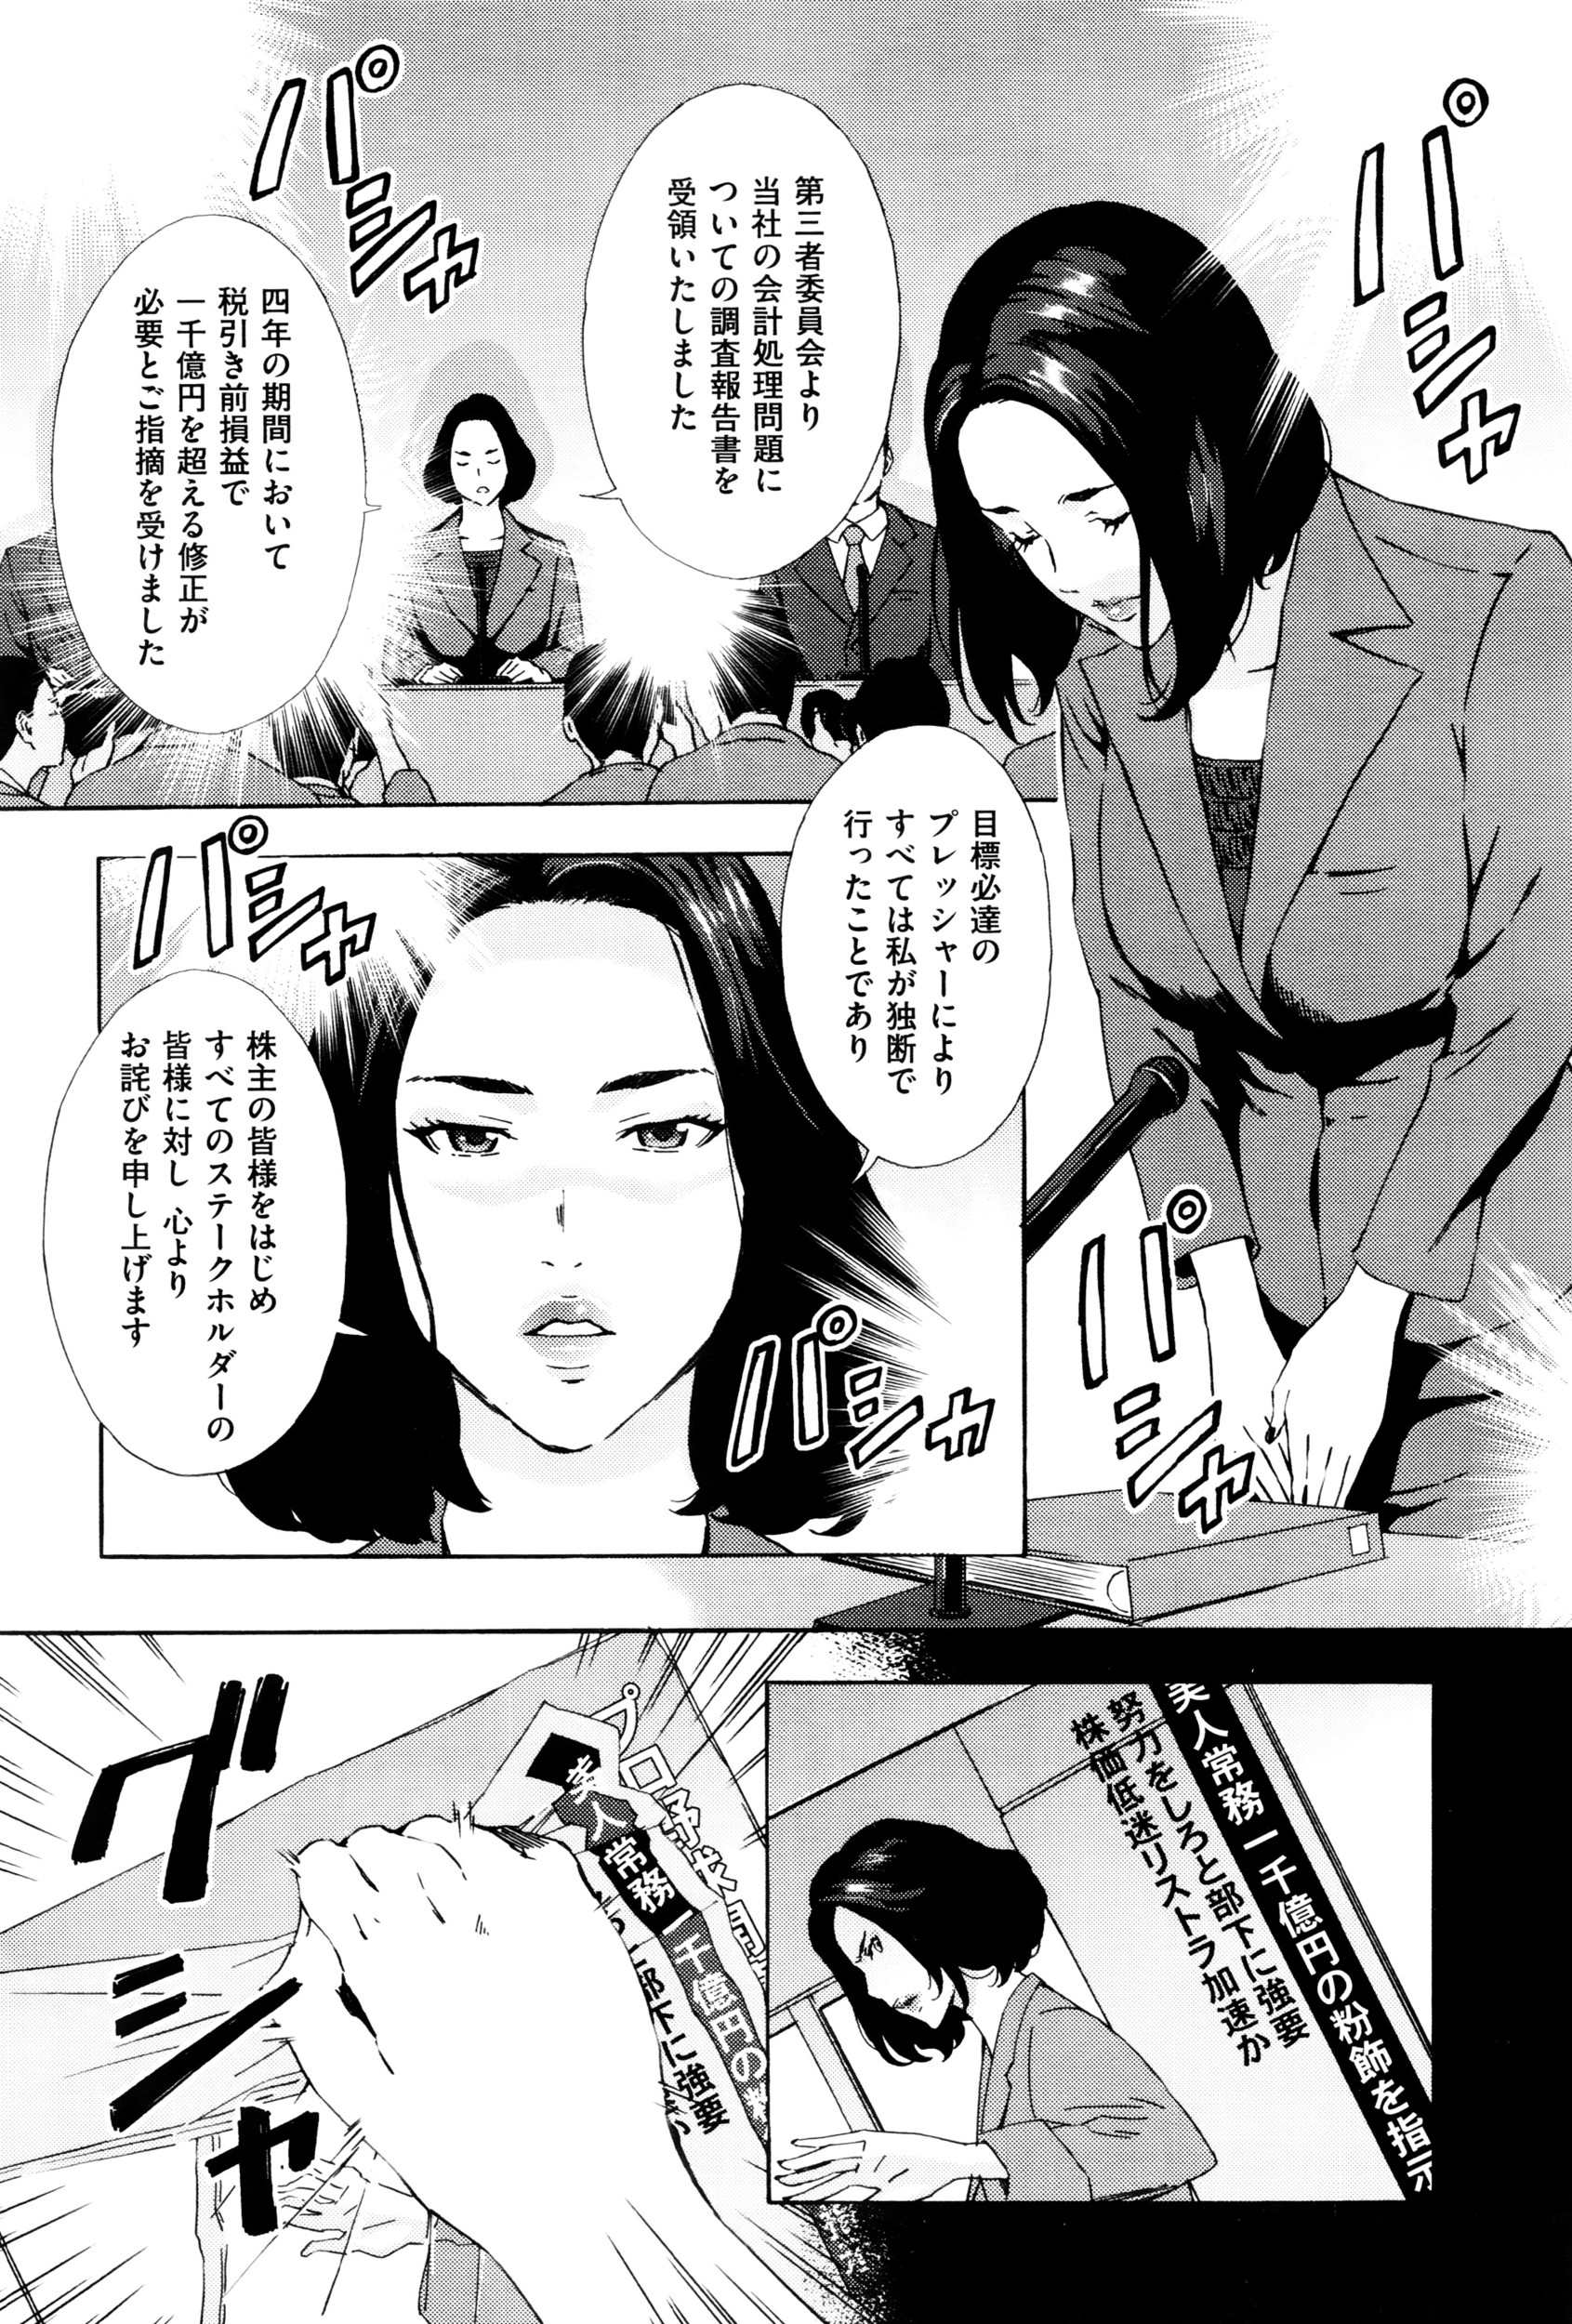 パシャ
第三者委員会より
当社の会計処理問題に
ついての調査報告書を
受領いたしました
パシャ
四年の期間において
税引き前損益で
一千億円を超える修正が
必要とご指摘を受けました
目標必達の
プレッシャーにより
すべては私が独断で
行ったことであり
パシャ
パシャ
パシャ
株主の皆様をはじめ
すべてのステークホルダーの
皆様に対し 心より
お詫びを申し上げます
美人常務一千億円の粉飾を指示
努力をしろと部下に強要
株価低迷リストラ加速か
プロ野球
美人常務一千億円の粉
ろと部下に強要
グシャ